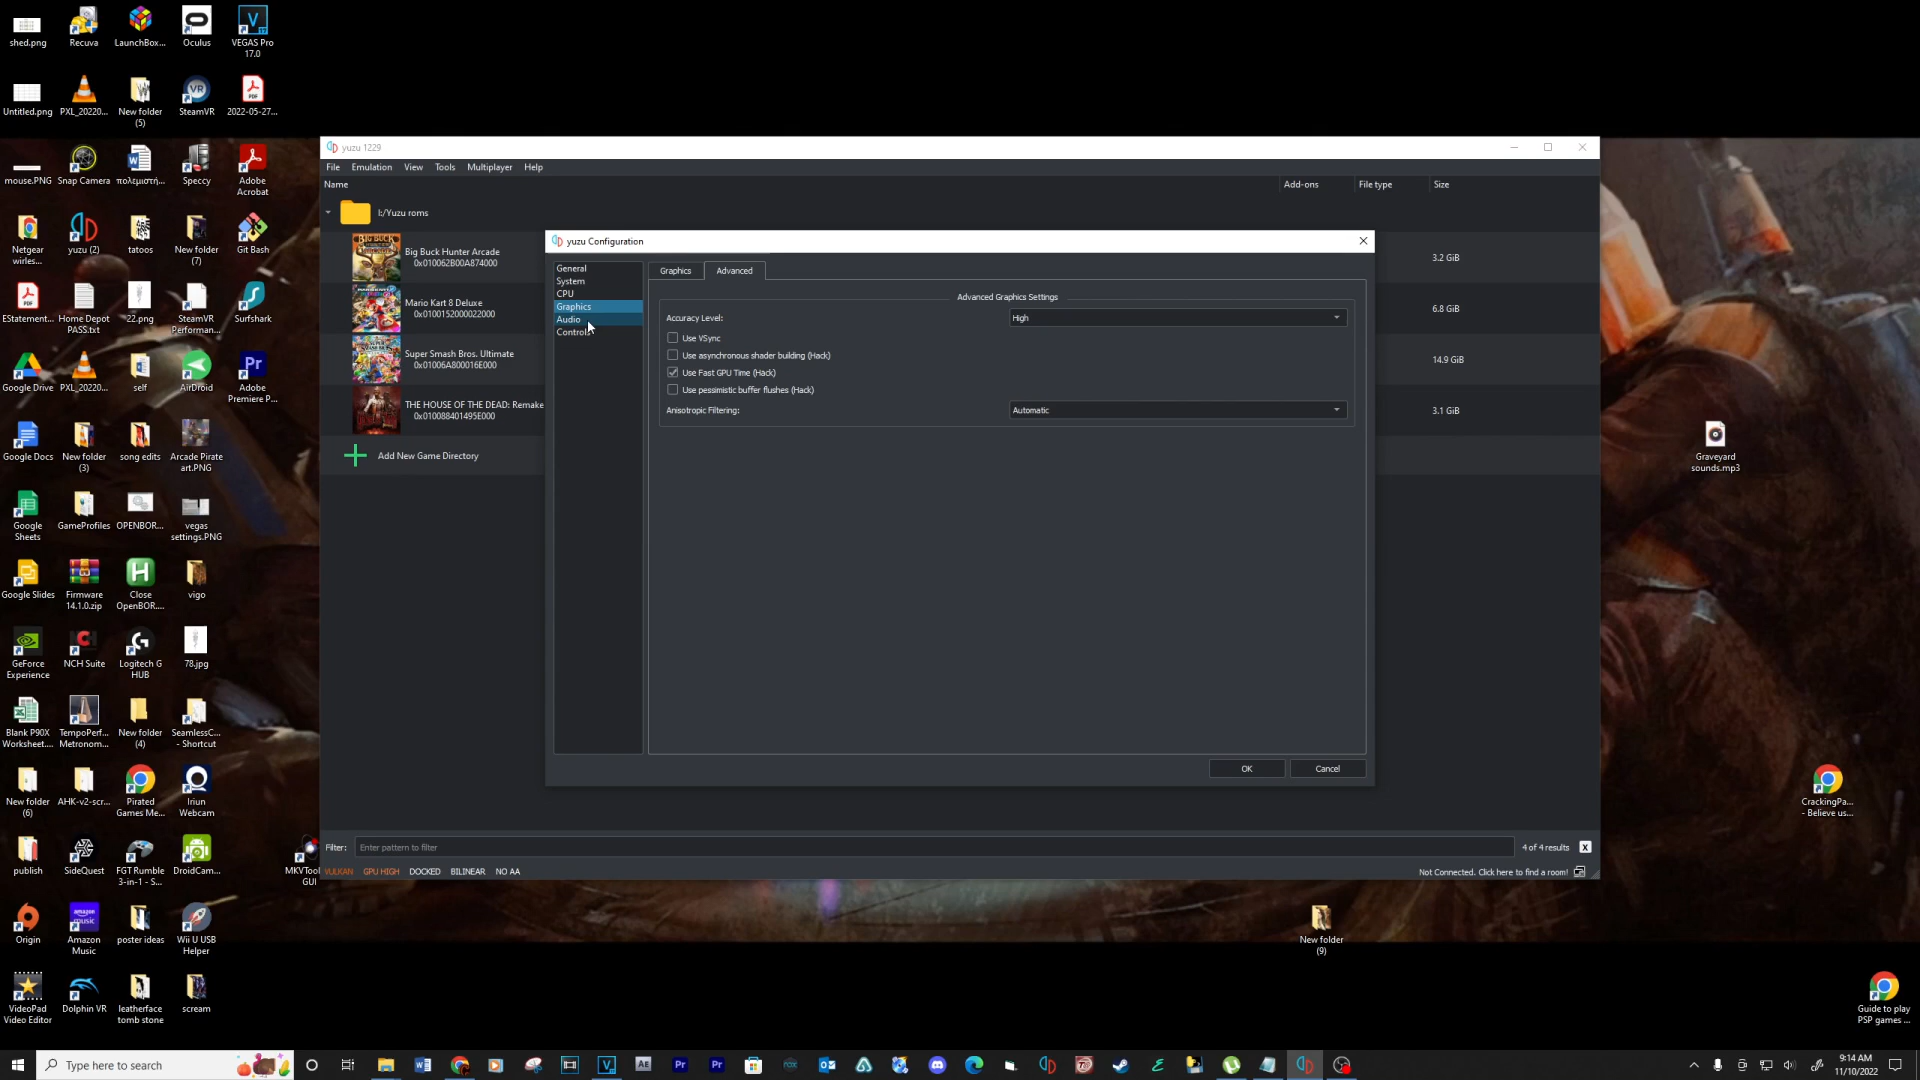 shed.png
Recuva
LaunchBox...
Oculus
VEGAS Pro
17.0
Untitled.png
PXL_20220...
New folder
(5)
SteamVR
2022-05-27...
mouse.PNG
Snap Camera
πολεμιστή...
Speccy
Adobe
Acrobat
Netgear
wirles...
yuzu (2)
tatoos
New folder
(7)
Git Bash
EStatement...
Home Depot
PASS.txt
22.png
SteamVR
Performan...
Surfshark
Google Drive
PXL_20220...
self
AirDroid
Adobe
Premiere P...
Google Docs
New folder
(3)
song edits
Arcade Pirate
art.PNG
Google
Sheets
GameProfiles
OPENBOR...
vegas
settings.PNG
Google Slides
Firmware
14.1.0.zip
Close
OpenBOR....
vigo
GeForce
Experience
NCH Suite
Logitech G
HUB
78.jpg
Blank P90X
Worksheet....
TempoPerf...
Metronom...
New folder
(4)
SeamlessC...
- Shortcut
New folder
(6)
AHK-v2-scr...
Pirated
Games Me...
Iriun
Webcam
publish
SideQuest
FGT Rumble
3-in-1 - S...
DroidCam...
MKVTool
GUI
Origin
Amazon
Music
poster ideas
Wii U USB
Helper
VideoPad
Video Editor
Dolphin VR
leatherface
tomb stone
scream
yuzu 1229
File Emulation View Tools Multiplayer Help
Name Add-ons File type Size
I:/Yuzu roms
Big Buck Hunter Arcade
0x010062B00A874000
3.2 GiB
Mario Kart 8 Deluxe
0x0100152000022000
6.8 GiB
Super Smash Bros. Ultimate
0x01006A800016E000
14.9 GiB
THE HOUSE OF THE DEAD: Remake
0x010088401495E000
3.1 GiB
Add New Game Directory
yuzu Configuration
General
System
CPU
Graphics
Audio
Controls
Graphics Advanced
Advanced Graphics Settings
Accuracy Level: High
Use VSync
Use asynchronous shader building (Hack)
Use Fast GPU Time (Hack)
Use pessimistic buffer flushes (Hack)
Anisotropic Filtering: Automatic
OK Cancel
Filter: Enter pattern to filter 4 of 4 results X
VULKAN GPU HIGH DOCKED BILINEAR NO AA
Not Connected. Click here to find a room!
Graveyard
sounds.mp3
CrackingPa...
- Believe us...
New folder
(9)
Guide to play
PSP games ...
Type here to search
9:14 AM
11/10/2022